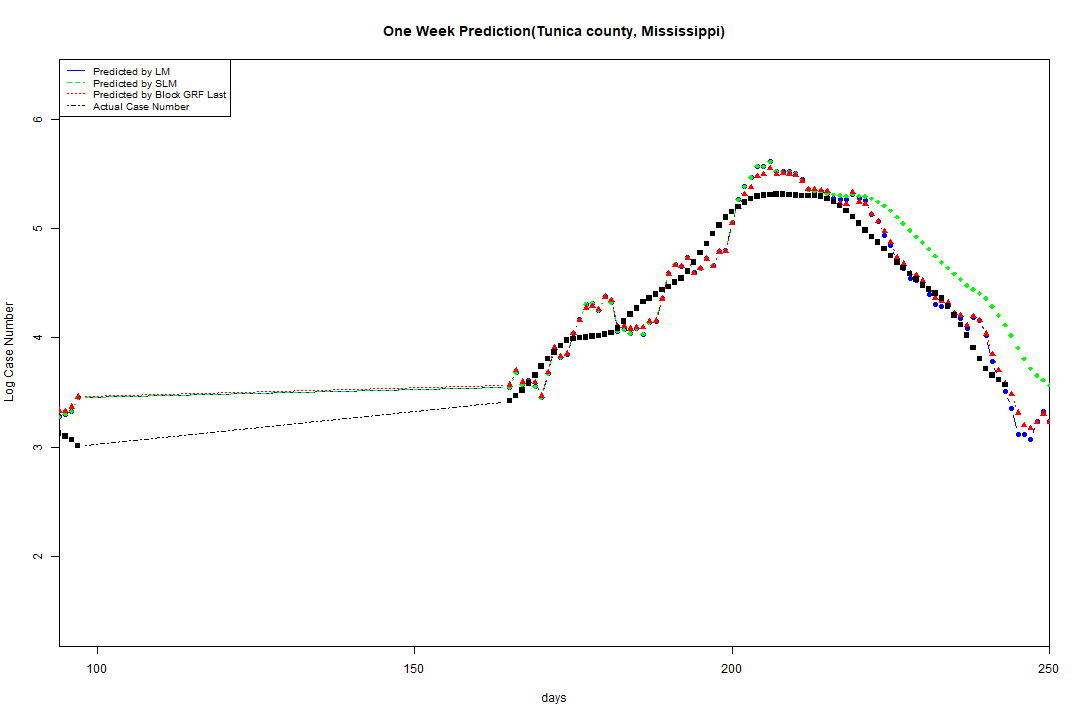 One Week Prediction(Tunica county, Mississippi)
Predicted by LM
Predicted by SLM
Predicted by Block GRF Last
Actual Case Number
6
5
4
3
2
Log Case Number
100 150 200 250
days